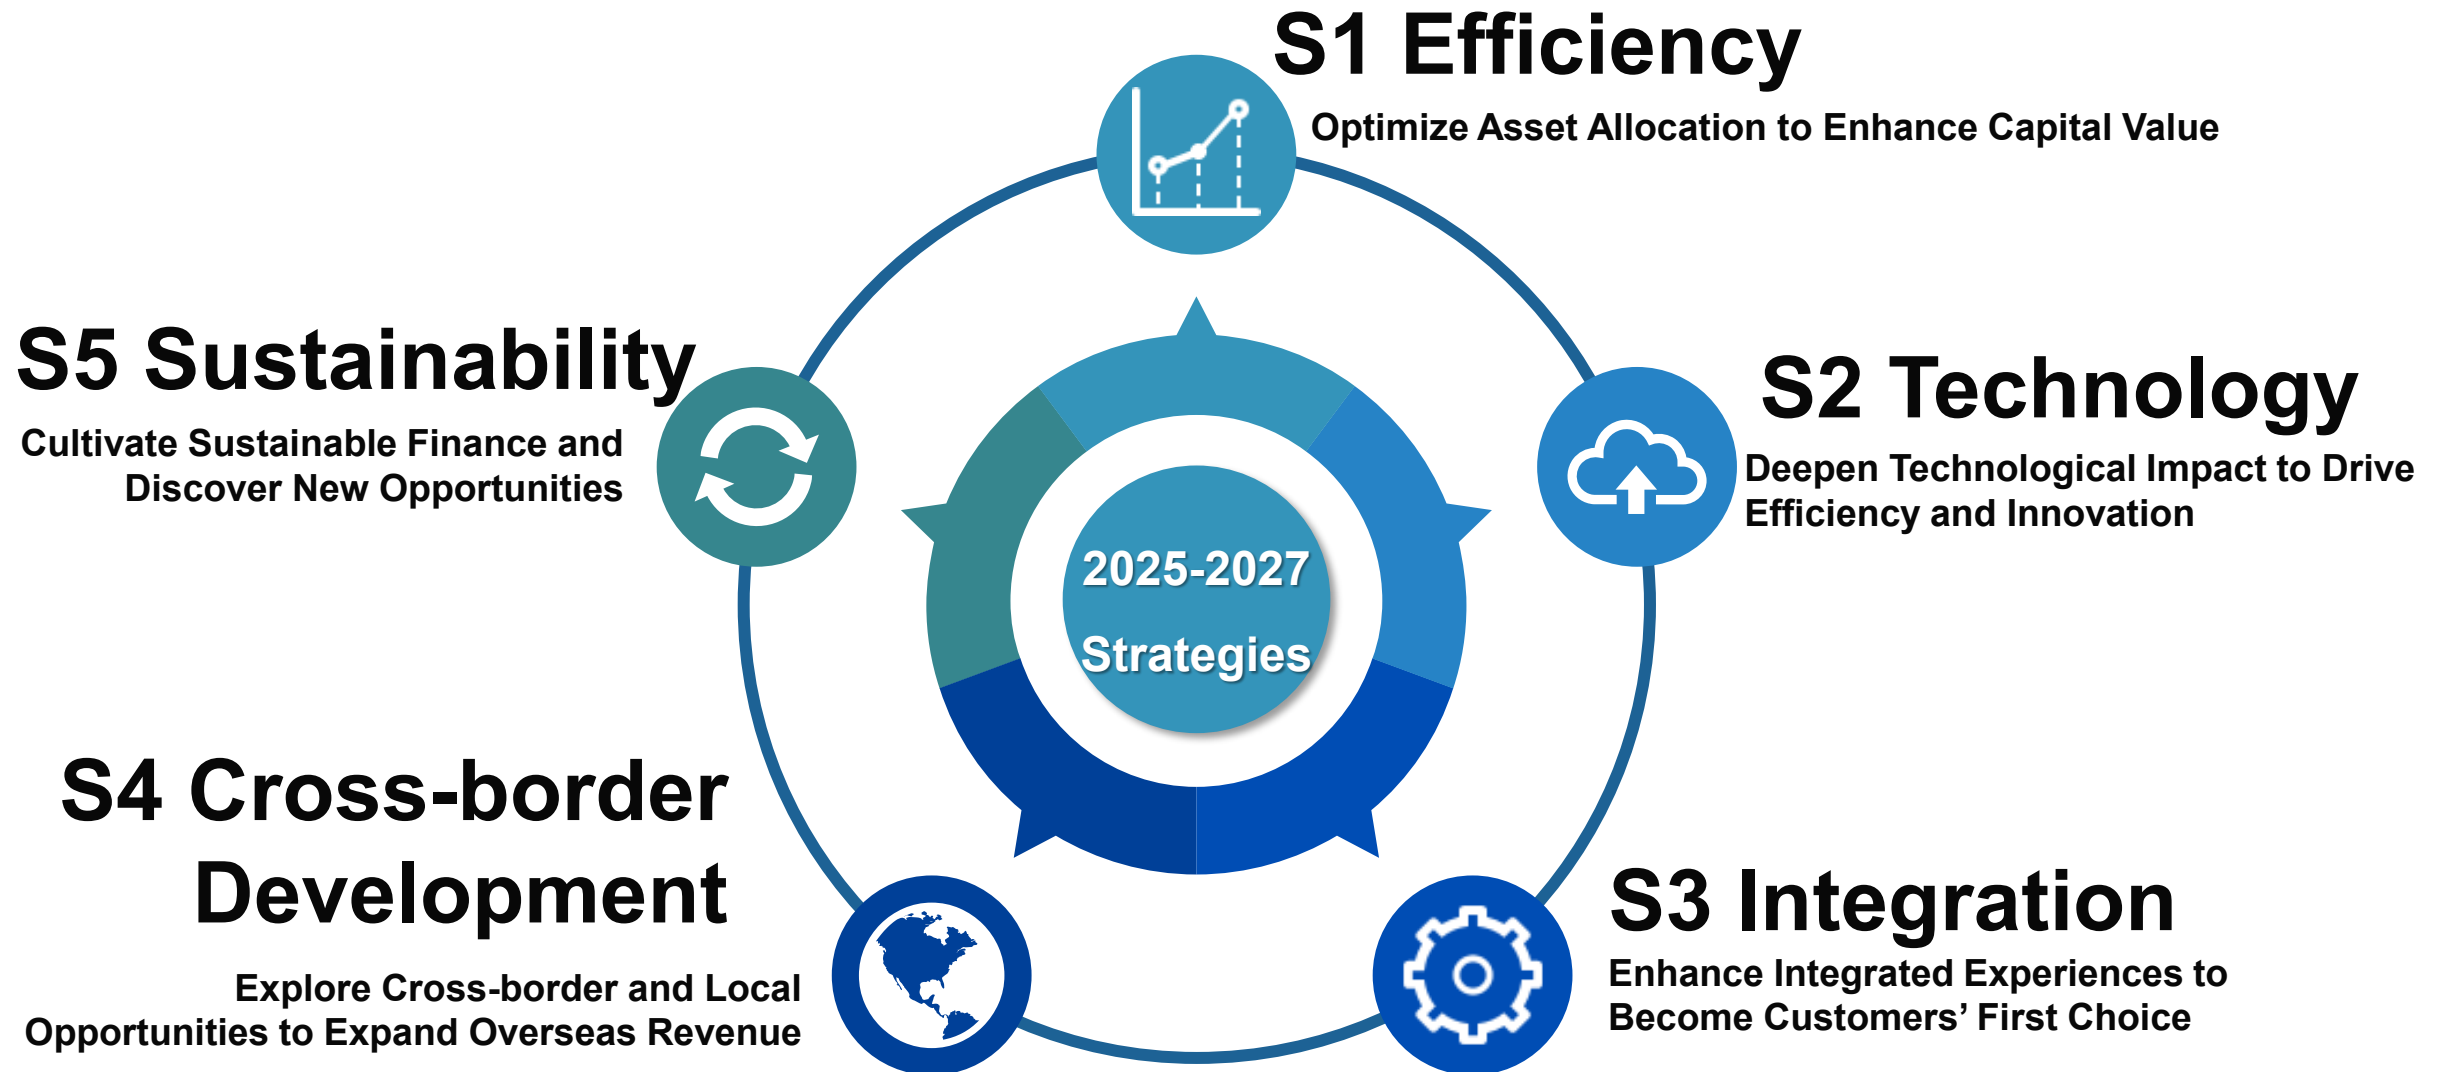 S1 Efficiency
Optimize Asset Allocation to Enhance Capital Value
S2 Technology
Deepen Technological Impact to Drive
Efficiency and Innovation
S3 Integration
Enhance Integrated Experiences to
Become Customers’ First Choice
S4 Cross-border
Development
Explore Cross-border and Local
Opportunities to Expand Overseas Revenue
S5 Sustainability
Cultivate Sustainable Finance and
Discover New Opportunities
2025-2027
Strategies